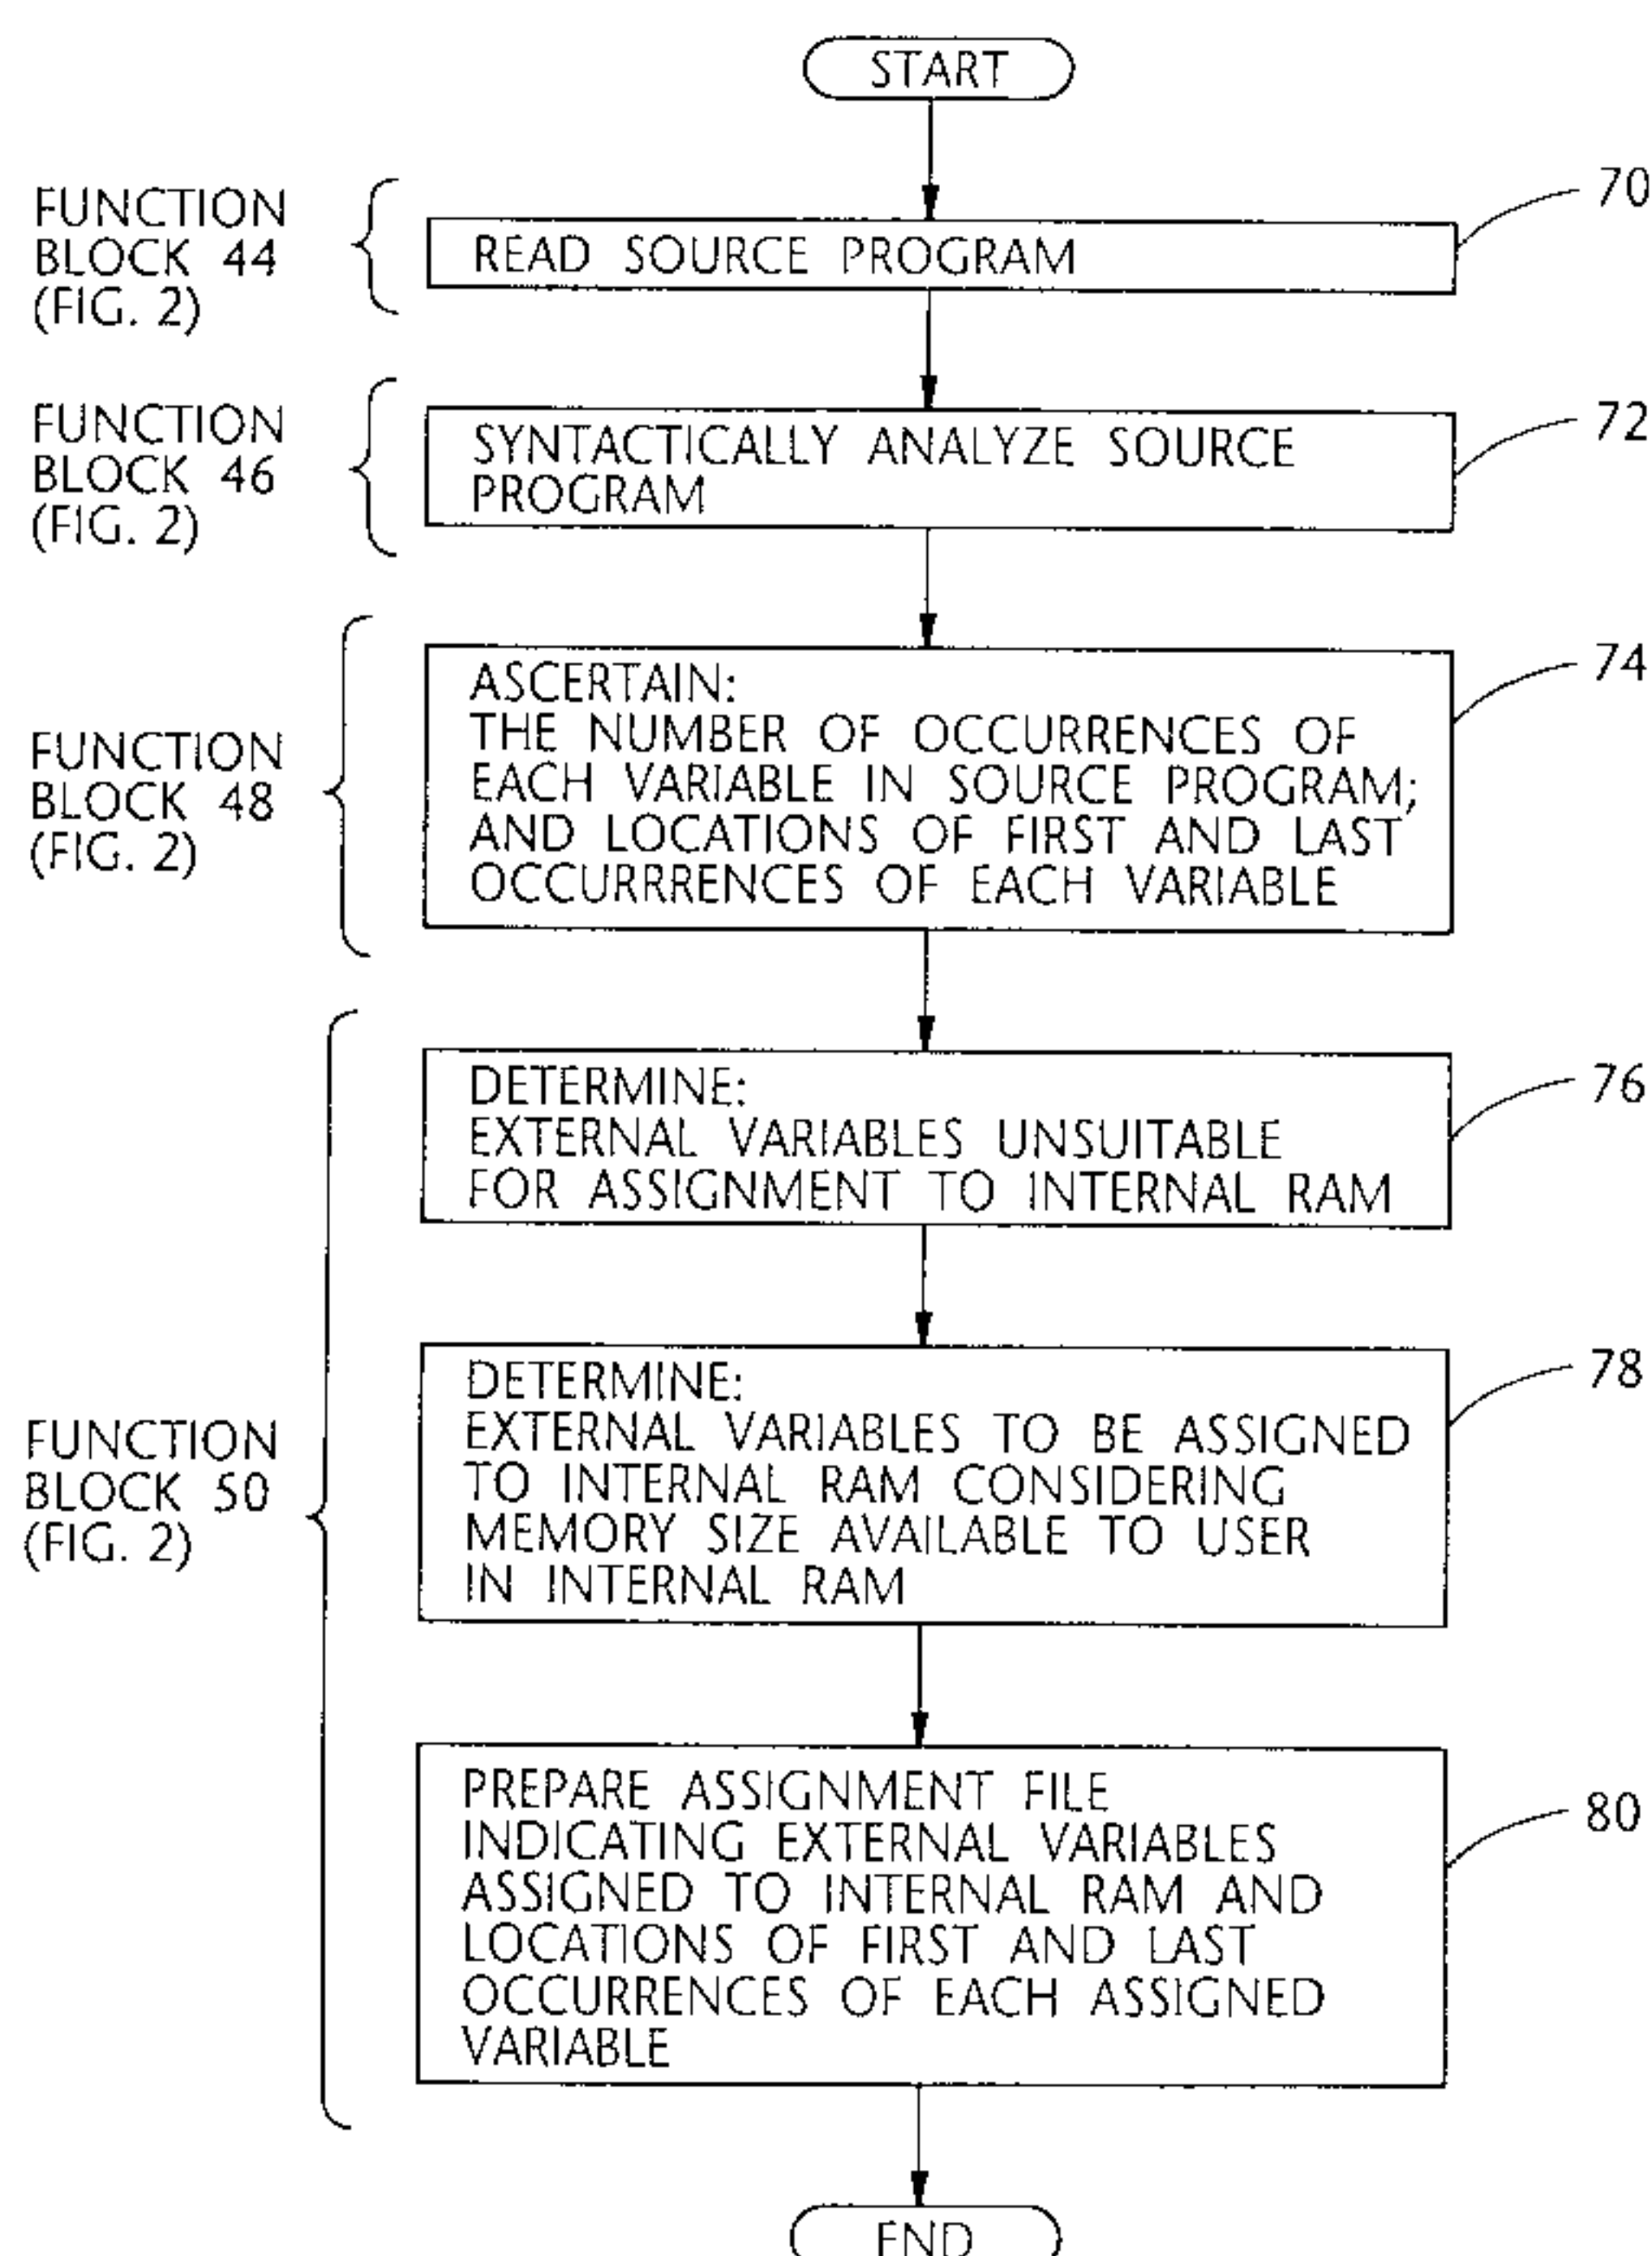 START
FUNCTION
BLOCK 44
(FIG. 2)
READ SOURCE PROGRAM
70
FUNCTION
BLOCK 46
(FIG. 2)
SYNTACTICALLY ANALYZE SOURCE
PROGRAM
72
FUNCTION
BLOCK 48
(FIG. 2)
ASCERTAIN:
THE NUMBER OF OCCURRENCES OF
EACH VARIABLE IN SOURCE PROGRAM;
AND LOCATIONS OF FIRST AND LAST
OCCURRRENCES OF EACH VARIABLE
74
FUNCTION
BLOCK 50
(FIG. 2)
DETERMINE:
EXTERNAL VARIABLES UNSUITABLE
FOR ASSIGNMENT TO INTERNAL RAM
76
DETERMINE:
EXTERNAL VARIABLES TO BE ASSIGNED
TO INTERNAL RAM CONSIDERING
MEMORY SIZE AVAILABLE TO USER
IN INTERNAL RAM
78
PREPARE ASSIGNMENT FILE
INDICATING EXTERNAL VARIABLES
ASSIGNED TO INTERNAL RAM AND
LOCATIONS OF FIRST AND LAST
OCCURRENCES OF EACH ASSIGNED
VARIABLE
80
END